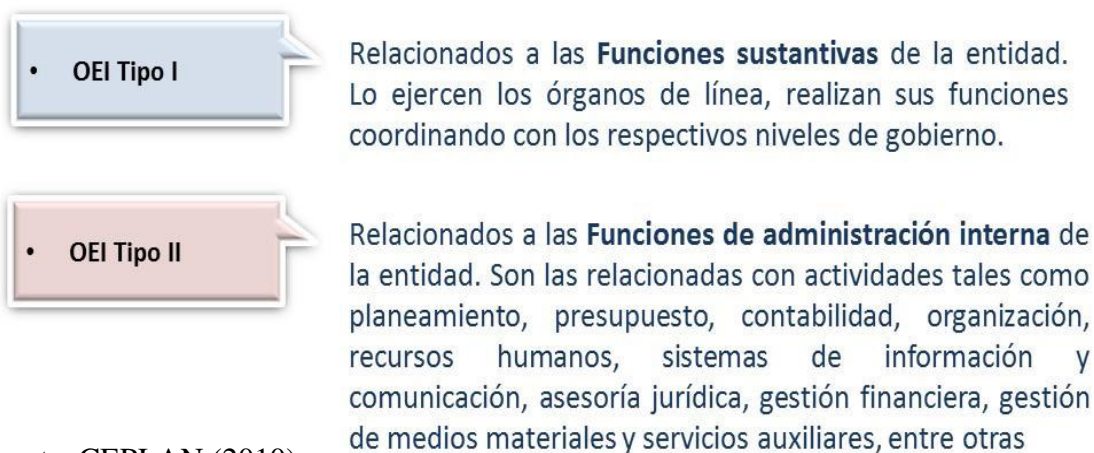 • OEI Tipo I
Relacionados a las Funciones sustantivas de la entidad.
Lo ejercen los órganos de línea, realizan sus funciones
coordinando con los respectivos niveles de gobierno.
• OEI Tipo II
Relacionados a las Funciones de administración interna de
la entidad. Son las relacionadas con actividades tales como
planeamiento, presupuesto, contabilidad, organización,
recursos humanos, sistemas de información y
comunicación, asesoría jurídica, gestión financiera, gestión
de medios materiales y servicios auxiliares, entre otras
CEPLAN (2019)